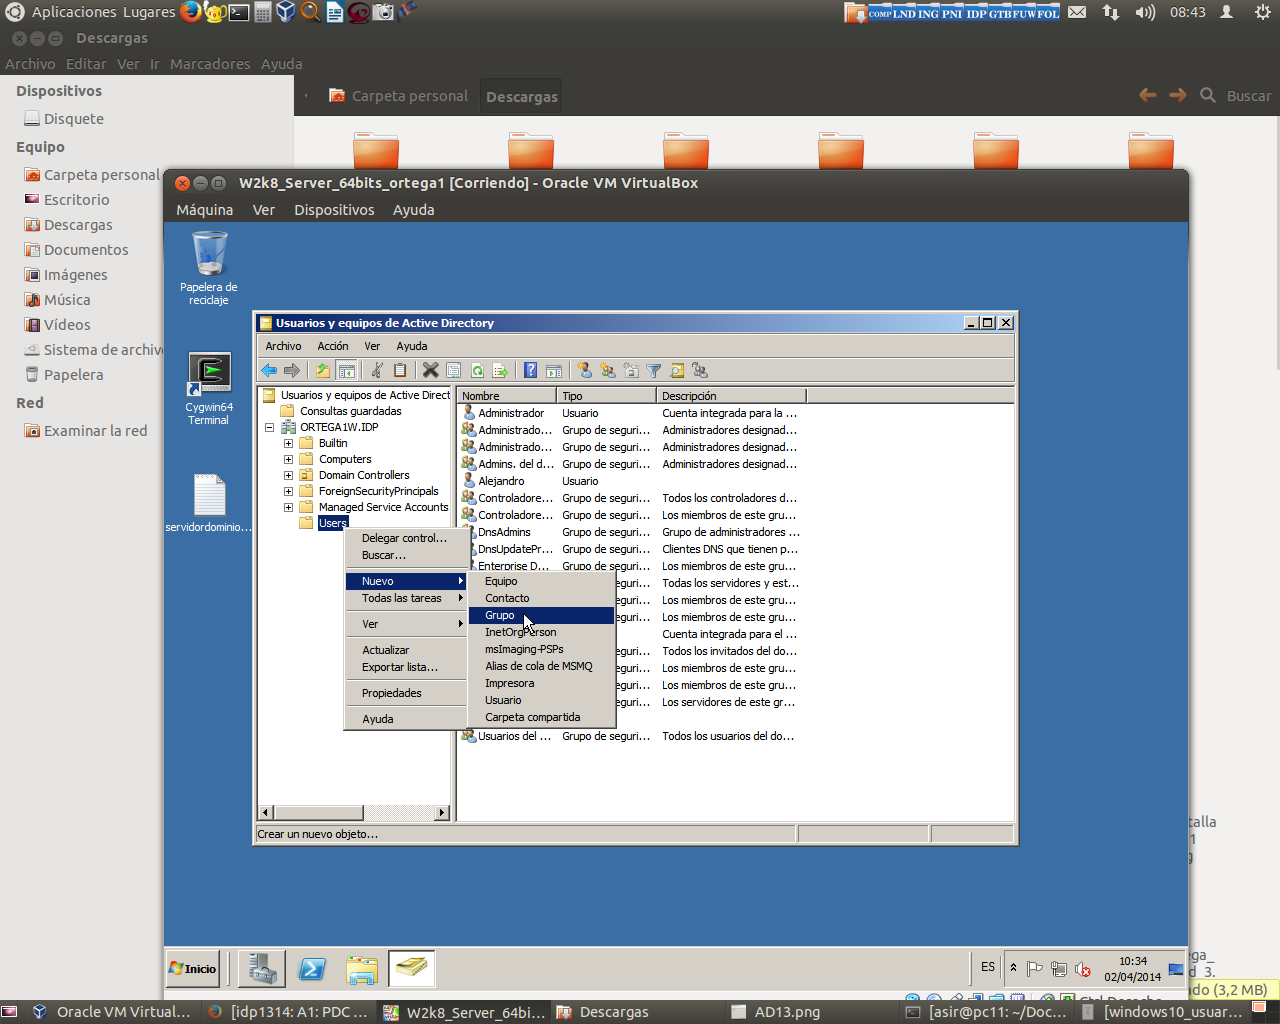 Aplicaciones Lugares
COMP LND ING PNI IDP GTB FUW FOL
08:43
Descargas
Archivo Editar Ver Ir Marcadores Ayuda
Dispositivos
Disquete
Equipo
Carpeta personal
Escritorio
Descargas
Documentos
Imágenes
Música
Vídeos
Sistema de archiv
Papelera
Red
Examinar la red
Carpeta personal
Descargas
Buscar
W2k8_Server_64bits_ortega1 [Corriendo] - Oracle VM VirtualBox
Máquina Ver Dispositivos Ayuda
Papelera de
reciclaje
Cygwin64
Terminal
servidordominio...
Usuarios y equipos de Active Directory
Archivo Acción Ver Ayuda
Usuarios y equipos de Active Direct
Consultas guardadas
ORTEGA1W.IDP
Builtin
Computers
Domain Controllers
ForeignSecurityPrincipals
Managed Service Accounts
Users
Nombre Tipo Descripción
Administrador Usuario Cuenta integrada para la ...
Administrado... Grupo de seguri... Administradores designad...
Administrado... Grupo de seguri... Administradores designad...
Admins. del d... Grupo de seguri... Administradores designad...
Alejandro Usuario
Controladore... Grupo de seguri... Todos los controladores d...
Controladore... Grupo de seguri... Los miembros de este gru...
DnsAdmins Grupo de seguri... Grupo de administradores ...
DnsUpdatePr... Grupo de seguri... Clientes DNS que tienen p...
Enterprise D... Grupo de seguri... Los miembros de este gru...
guri... Todas las servidores y est...
guri... Los miembros de este gru...
guri... Los miembros de este gru...
Cuenta integrada para el ...
guri... Todos los invitados del do...
guri... Los miembros de este gru...
guri... Los miembros de este gru...
guri... Los servidores de este gr...
Usuarios del ... Grupo de seguri... Todos los usuarios del do...
Delegar control...
Buscar...
Nuevo
Todas las tareas
Ver
Actualizar
Exportar lista...
Propiedades
Ayuda
Equipo
Contacto
Grupo
InetOrgPerson
msImaging-PSPs
Alias de cola de MSMQ
Impresora
Usuario
Carpeta compartida
Crear un nuevo objeto...
talla
1
g
ega_
d 3.
ado (3,2 MB)
Inicio
ES
10:34
02/04/2014
Ctrl Derecho
Oracle VM Virtual...
[idp1314: A1: PDC ...
W2k8_Server_64bi...
Descargas
AD13.png
[asir@pc11: ~/Doc...
[windows10_usuar...